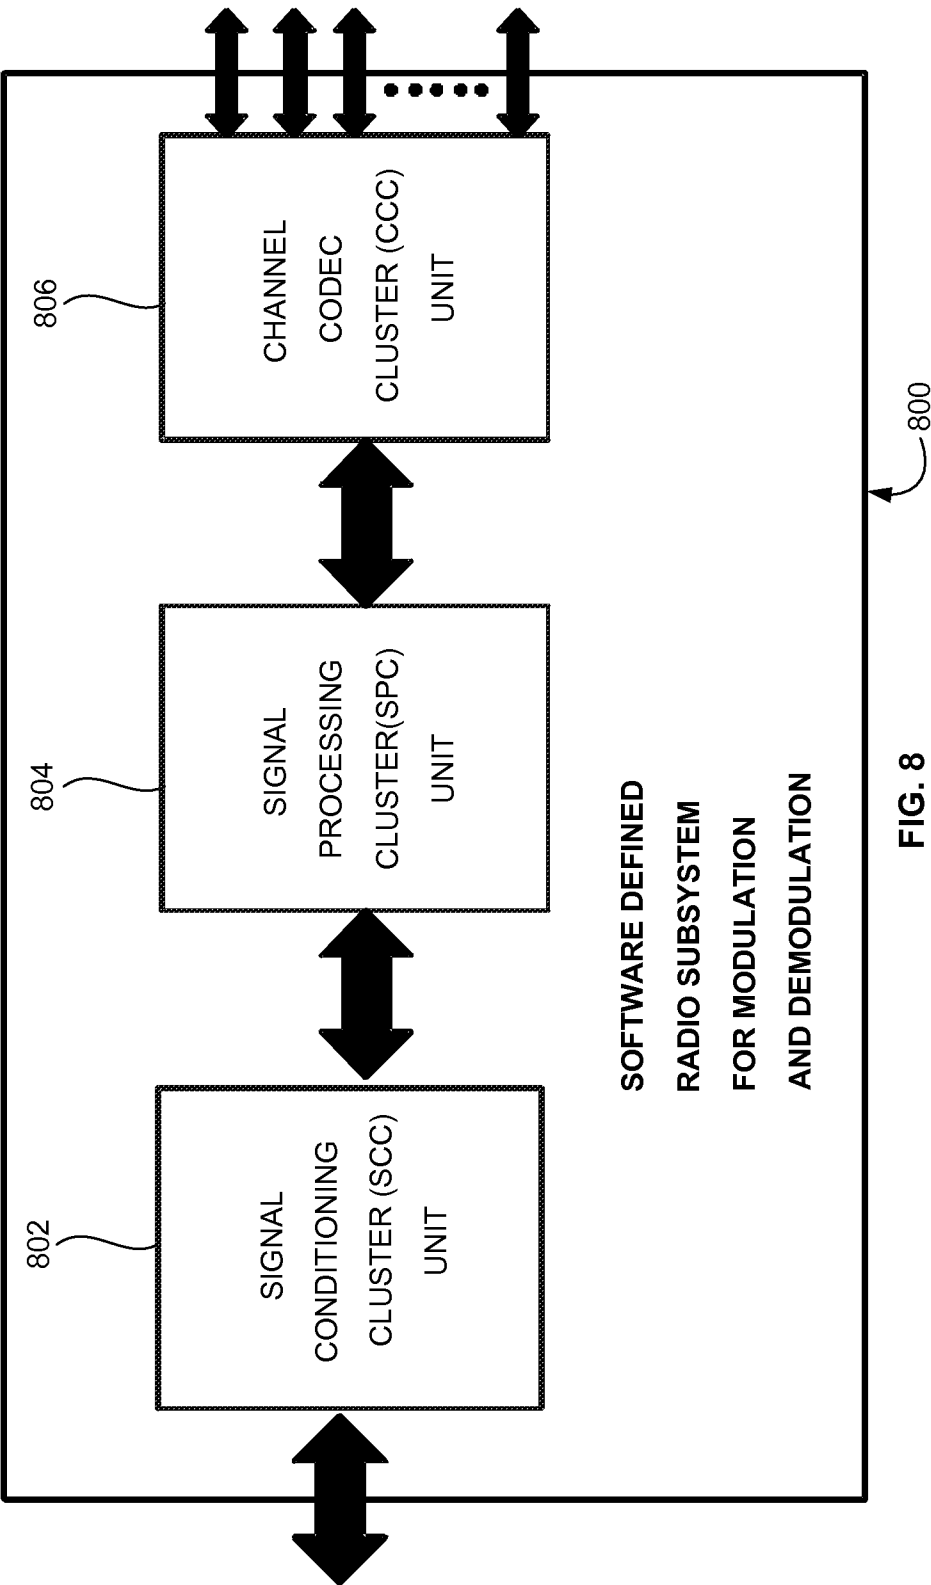 802
SIGNAL
CONDITIONING
CLUSTER (SCC)
UNIT
804
SIGNAL
PROCESSING
CLUSTER(SPC)
UNIT
806
CHANNEL
CODEC
CLUSTER (CCC)
UNIT
SOFTWARE DEFINED
RADIO SUBSYSTEM
FOR MODULATION
AND DEMODULATION
800
FIG. 8